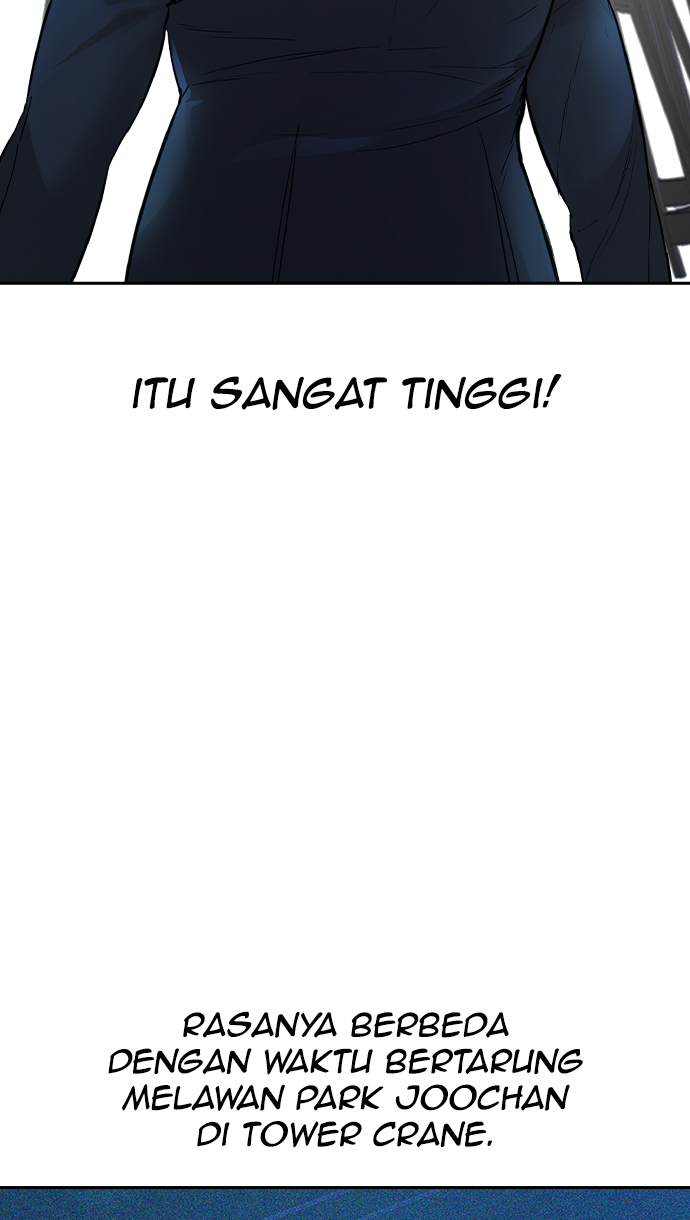 ITU SANGAT TINGGI!
RASANYA BERBEDA
DENGAN WAKTU BERTARUNG
MELAWAN PARK JOOCHAN
DI TOWER CRANE.